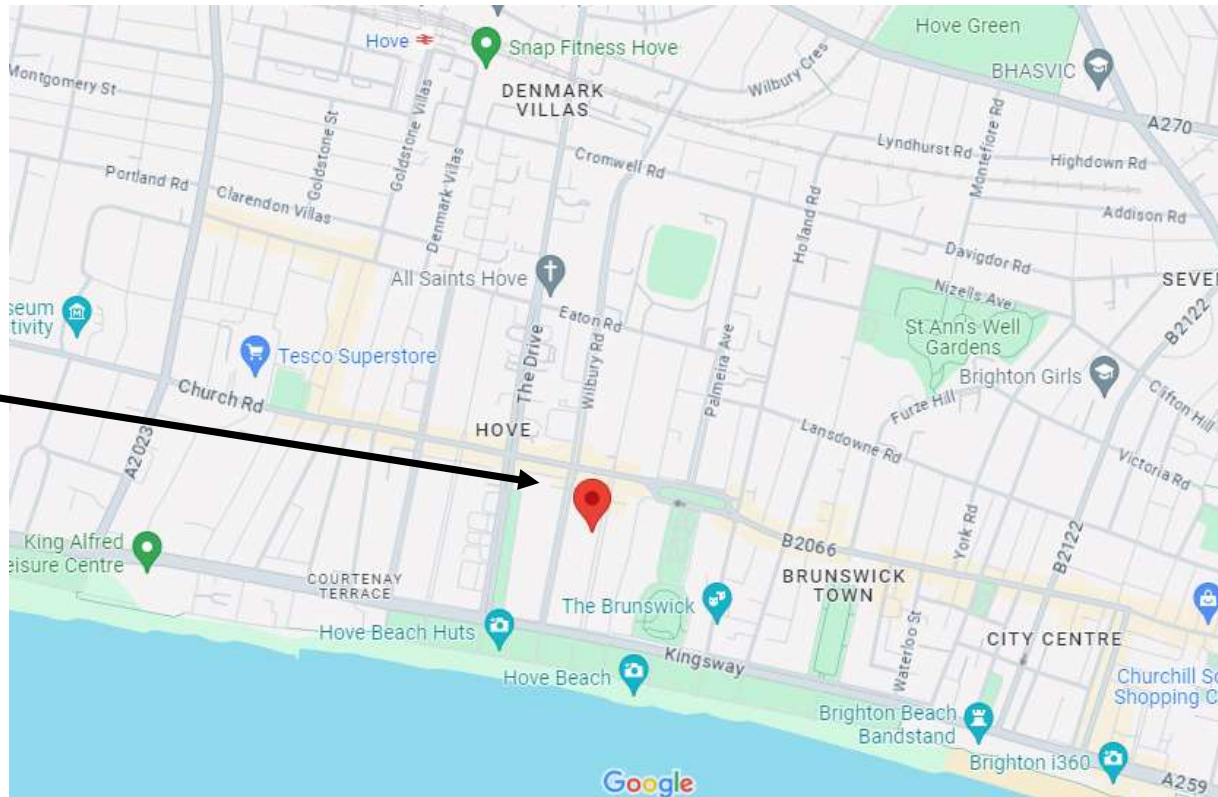 Hove Green
Hove
Snap Fitness Hove
BHASVIC
Montgomery St
DENMARK
VILLAS
Wilbury Cres
A270
Goldstone St
Goldstone Villas
Lyndhurst Rd
Montefiore Rd
Highdown Rd
Cromwell Rd
Portland Rd
Clarendon Villas
Denmark Villas
Holland Rd
Addison Rd
Davigdor Rd
All Saints Hove
Nizells Ave
SEVE
seum
tivity
Eaton Rd
St Ann's Well
Gardens
B2122
Tesco Superstore
The Drive
Wilbury Rd
Palmeira Ave
Brighton Girls
Church Rd
Furze Hill
Clifton Hill
HOVE
Lansdowne Rd
A2023
Victoria Rd
York Rd
King Alfred
eisure Centre
B2066
B2122
COURTENAY
TERRACE
BRUNSWICK
TOWN
The Brunswick
Hove Beach Huts
Waterloo St
CITY CENTRE
Kingsway
Hove Beach
Churchill Sq
Shopping C
Brighton Beach
Bandstand
Brighton i360
Google
A259